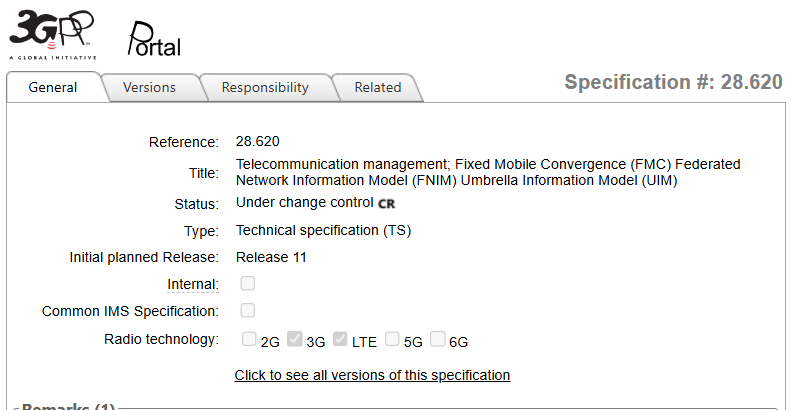 3GPP
A GLOBAL INITIATIVE
Portal
General
Versions
Responsibility
Related
Specification #: 28.620
Reference: 28.620
Title: Telecommunication management; Fixed Mobile Convergence (FMC) Federated
Network Information Model (FNIM) Umbrella Information Model (UIM)
Status: Under change control CR
Type: Technical specification (TS)
Initial planned Release: Release 11
Internal:
Common IMS Specification:
Radio technology: 2G 3G LTE 5G 6G
Click to see all versions of this specification
Remarks (1)